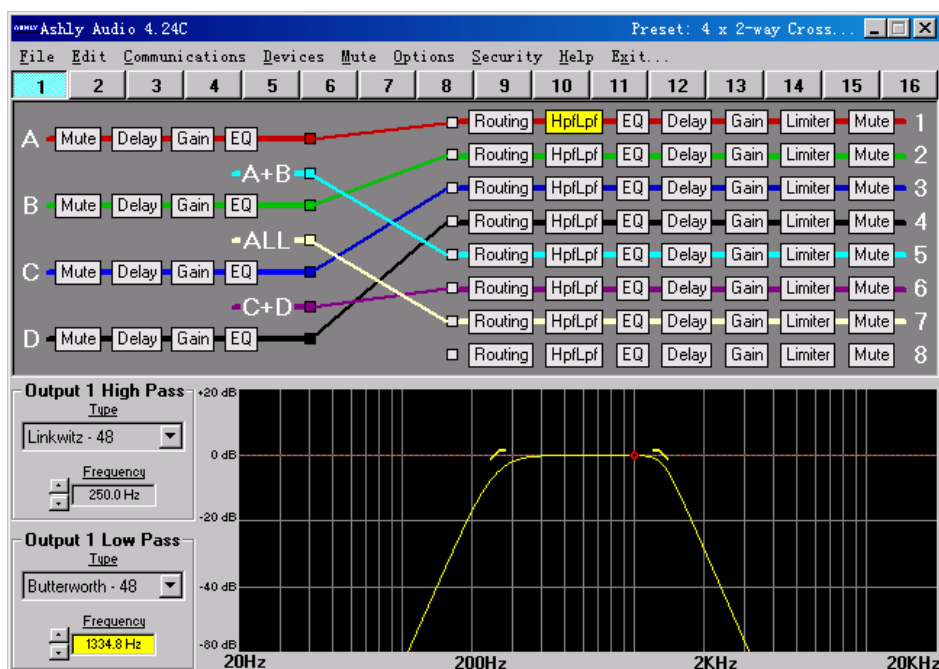 ASHLY Ashly Audio 4.24C Preset: 4 x 2-way Cross...
File Edit Communications Devices Mute Options Security Help Exit...
1 2 3 4 5 6 7 8 9 10 11 12 13 14 15 16
Routing HpfLpf EQ Delay Gain Limiter Mute 1
A Mute Delay Gain EQ
Routing HpfLpf EQ Delay Gain Limiter Mute 2
A+B
Routing HpfLpf EQ Delay Gain Limiter Mute 3
B Mute Delay Gain EQ
Routing HpfLpf EQ Delay Gain Limiter Mute 4
ALL
Routing HpfLpf EQ Delay Gain Limiter Mute 5
C Mute Delay Gain EQ
Routing HpfLpf EQ Delay Gain Limiter Mute 6
C+D
Routing HpfLpf EQ Delay Gain Limiter Mute 7
D Mute Delay Gain EQ
Routing HpfLpf EQ Delay Gain Limiter Mute 8
Output 1 High Pass
Type
Linkwitz - 48
Frequency
250.0 Hz
Output 1 Low Pass
Type
Butterworth - 48
Frequency
1334.8 Hz
+20 dB
0 dB
-20 dB
-40 dB
-60 dB
20Hz 200Hz 2KHz 20KHz